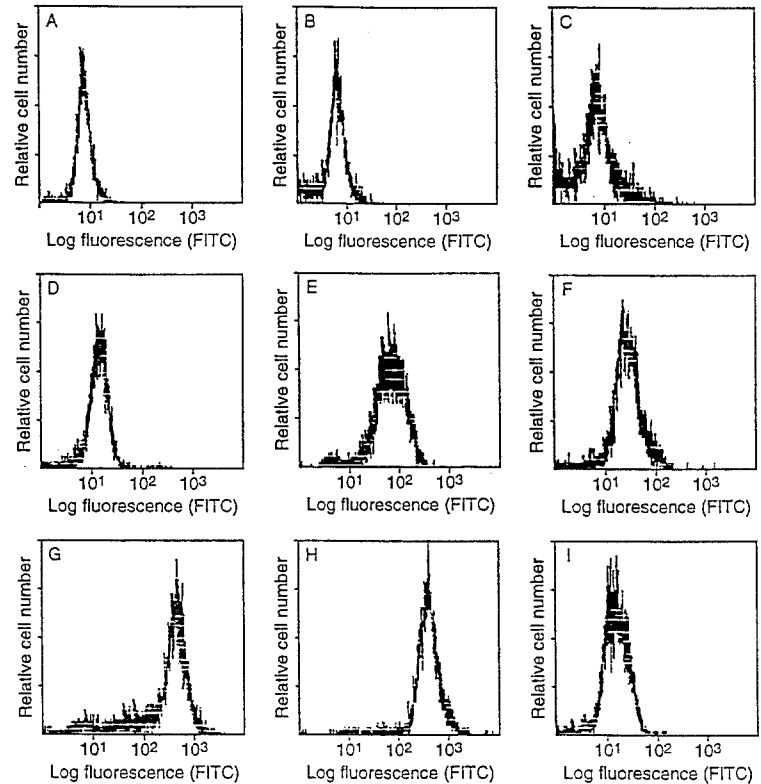 A
B
C
Relative cell number
Relative cell number
Relative cell number
10¹ 10² 10³
10¹ 10² 10³
10¹ 10² 10³
Log fluorescence (FITC)
Log fluorescence (FITC)
Log fluorescence (FITC)
D
E
F
Relative cell number
Relative cell number
Relative cell number
10¹ 10² 10³
10¹ 10² 10³
10¹ 10² 10³
Log fluorescence (FITC)
Log fluorescence (FITC)
Log fluorescence (FITC)
G
H
I
Relative cell number
Relative cell number
Relative cell number
10¹ 10² 10³
10¹ 10² 10³
10¹ 10² 10³
Log fluorescence (FITC)
Log fluorescence (FITC)
Log fluorescence (FITC)